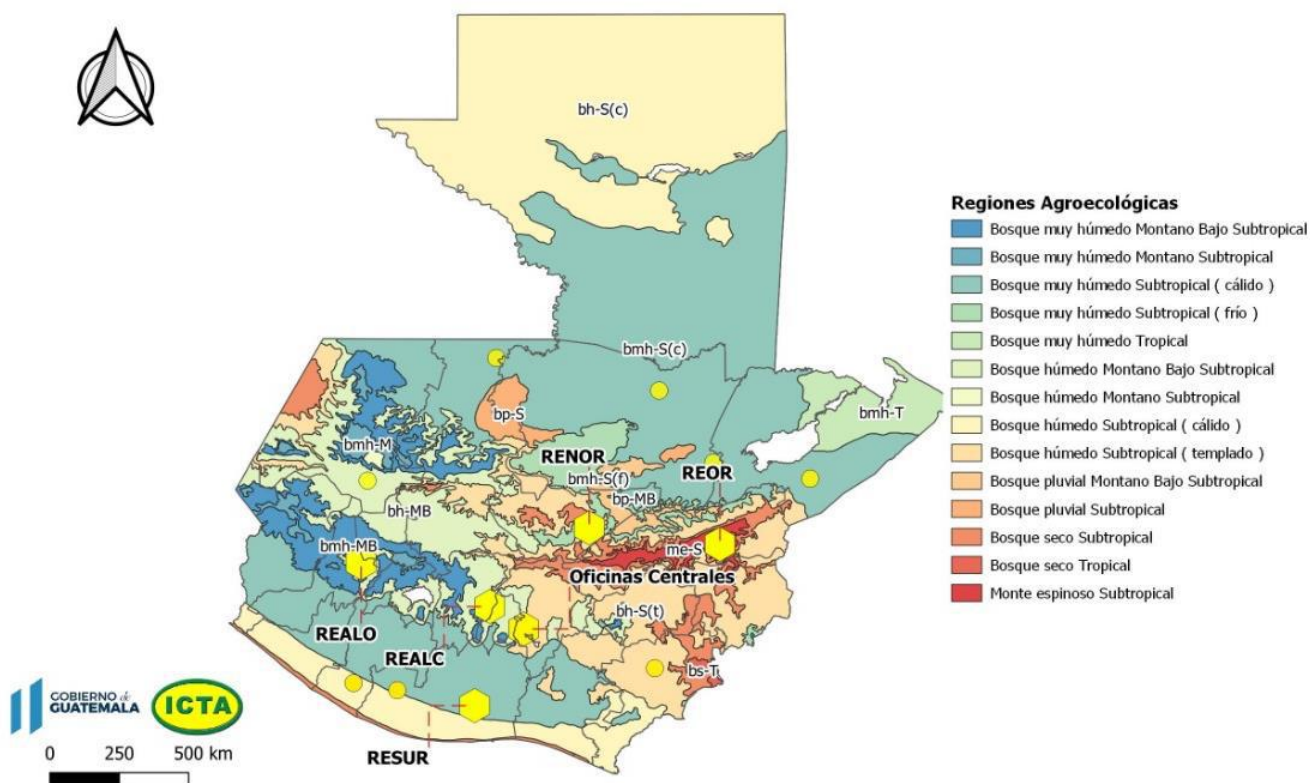 bh-S(c)
Regiones Agroecológicas
Bosque muy húmedo Montano Bajo Subtropical
Bosque muy húmedo Montano Subtropical
Bosque muy húmedo Subtropical ( cálido )
Bosque muy húmedo Subtropical ( frío )
Bosque muy húmedo Tropical
Bosque húmedo Montano Bajo Subtropical
Bosque húmedo Montano Subtropical
Bosque húmedo Subtropical ( cálido )
Bosque húmedo Subtropical ( templado )
Bosque pluvial Montano Bajo Subtropical
Bosque pluvial Subtropical
Bosque seco Subtropical
Bosque seco Tropical
Monte espinoso Subtropical
bmh-S(c)
bp-S
bmh-T
bmh-M
RENOR
REOR
bmh-S(f)
bp-MB
bh-MB
bmh-MB
me-S
Oficinas Centrales
bh-S(t)
REALO
REALC
bs-T
RESUR
GOBIERNO de
GUATEMALA
ICTA
0 250 500 km